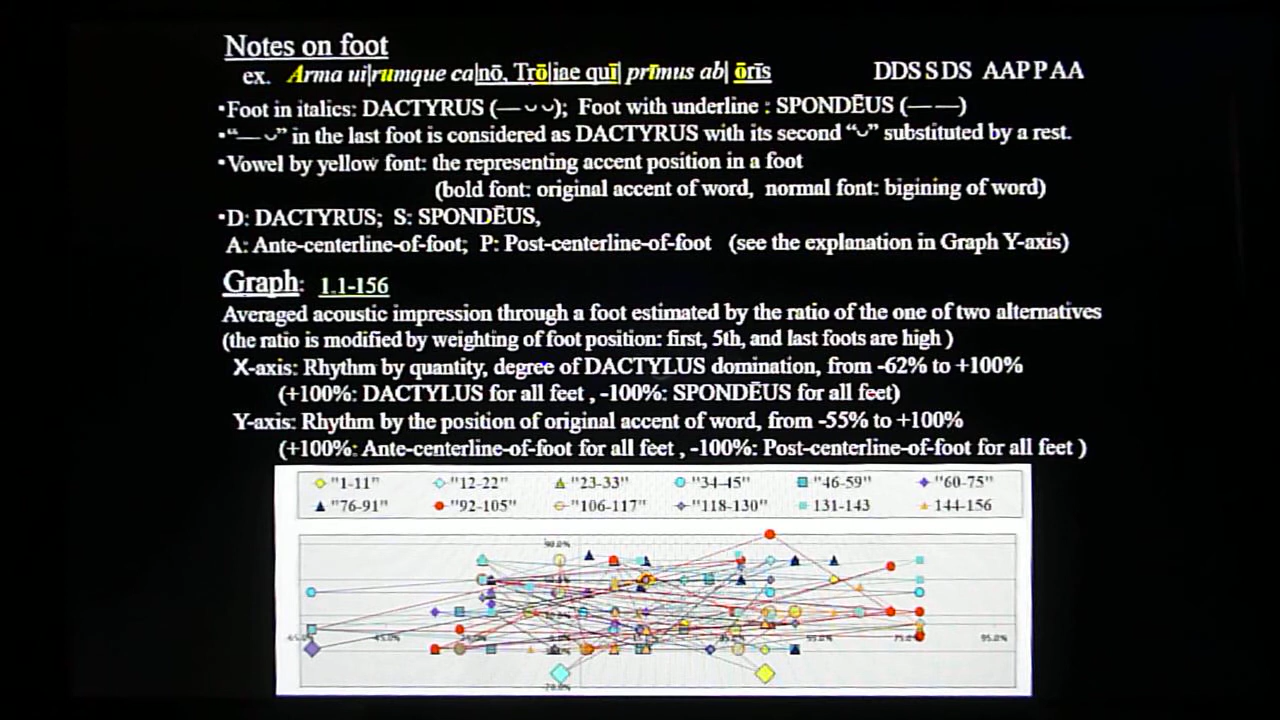 Notes on foot
ex. Arma ui|rumque ca|nō, Trō|iae quī| prīmus ab| ōrīs DDSSDS AAPPAA
•Foot in italics: DACTYRUS (—◡◡); Foot with underline : SPONDĒUS (——)
•“—◡” in the last foot is considered as DACTYRUS with its second “◡” substituted by a rest.
•Vowel by yellow font: the representing accent position in a foot
(bold font: original accent of word, normal font: bigining of word)
•D: DACTYRUS; S: SPONDĒUS,
A: Ante-centerline-of-foot; P: Post-centerline-of-foot (see the explanation in Graph Y-axis)
Graph: 1.1-156
Averaged acoustic impression through a foot estimated by the ratio of the one of two alternatives
(the ratio is modified by weighting of foot position: first, 5th, and last foots are high )
X-axis: Rhythm by quantity, degree of DACTYLUS domination, from -62% to +100%
(+100%: DACTYLUS for all feet , -100%: SPONDĒUS for all feet)
Y-axis: Rhythm by the position of original accent of word, from -55% to +100%
(+100%: Ante-centerline-of-foot for all feet , -100%: Post-centerline-of-foot for all feet )
"1-11" "12-22" "23-33" "34-45" "46-59" "60-75"
"76-91" "92-105" "106-117" "118-130" 131-143 144-156
90.0%
95.0%
-70.0%